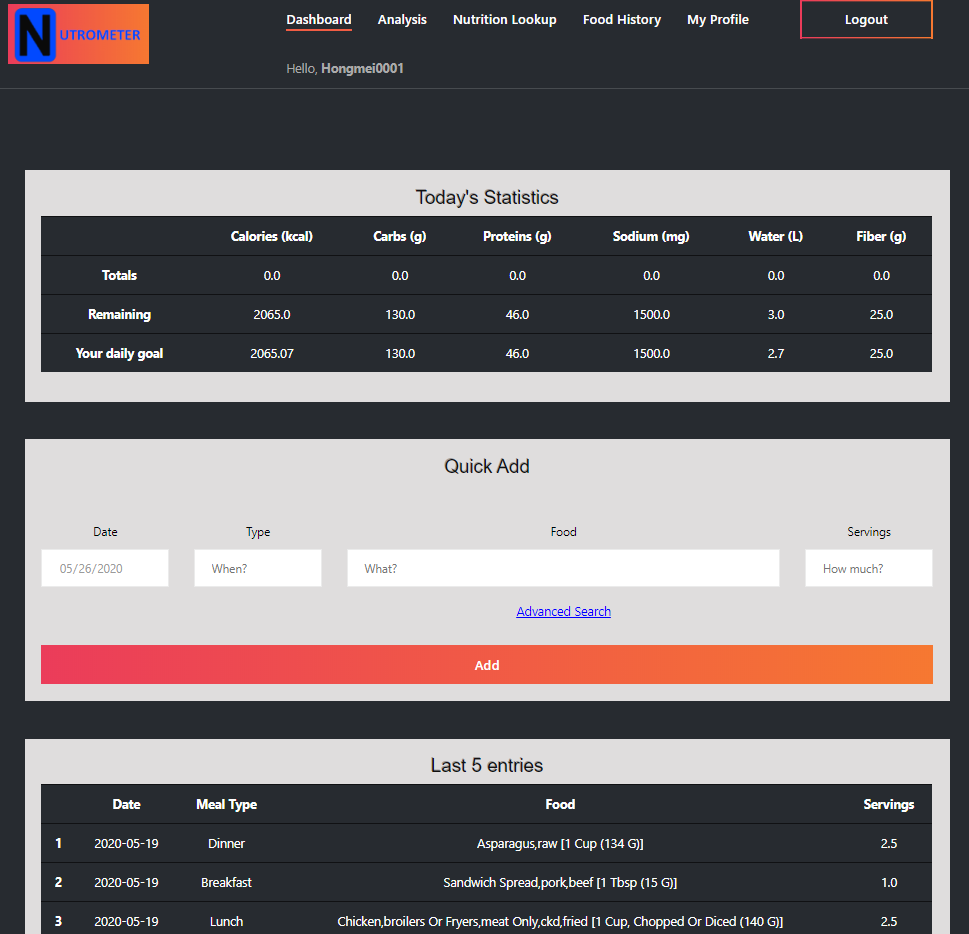 N UTROMETER
Dashboard Analysis Nutrition Lookup Food History My Profile Logout
Hello, Hongmei0001
Today's Statistics
Calories (kcal) Carbs (g) Proteins (g) Sodium (mg) Water (L) Fiber (g)
Totals 0.0 0.0 0.0 0.0 0.0 0.0
Remaining 2065.0 130.0 46.0 1500.0 3.0 25.0
Your daily goal 2065.07 130.0 46.0 1500.0 2.7 25.0
Quick Add
Date Type Food Servings
05/26/2020 When? What? How much?
Advanced Search
Add
Last 5 entries
Date Meal Type Food Servings
1 2020-05-19 Dinner Asparagus,raw [1 Cup (134 G)] 2.5
2 2020-05-19 Breakfast Sandwich Spread,pork,beef [1 Tbsp (15 G)] 1.0
3 2020-05-19 Lunch Chicken,broilers Or Fryers,meat Only,ckd,fried [1 Cup, Chopped Or Diced (140 G)] 2.5